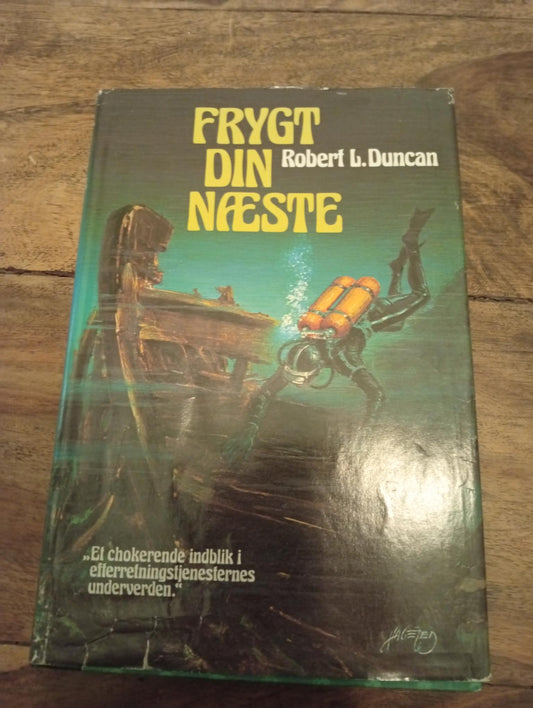 FRYGT
DIN
NÆSTE
Robert L. Duncan
„Et chokerende indblik i
efterretningstjenesternes
underverden.“